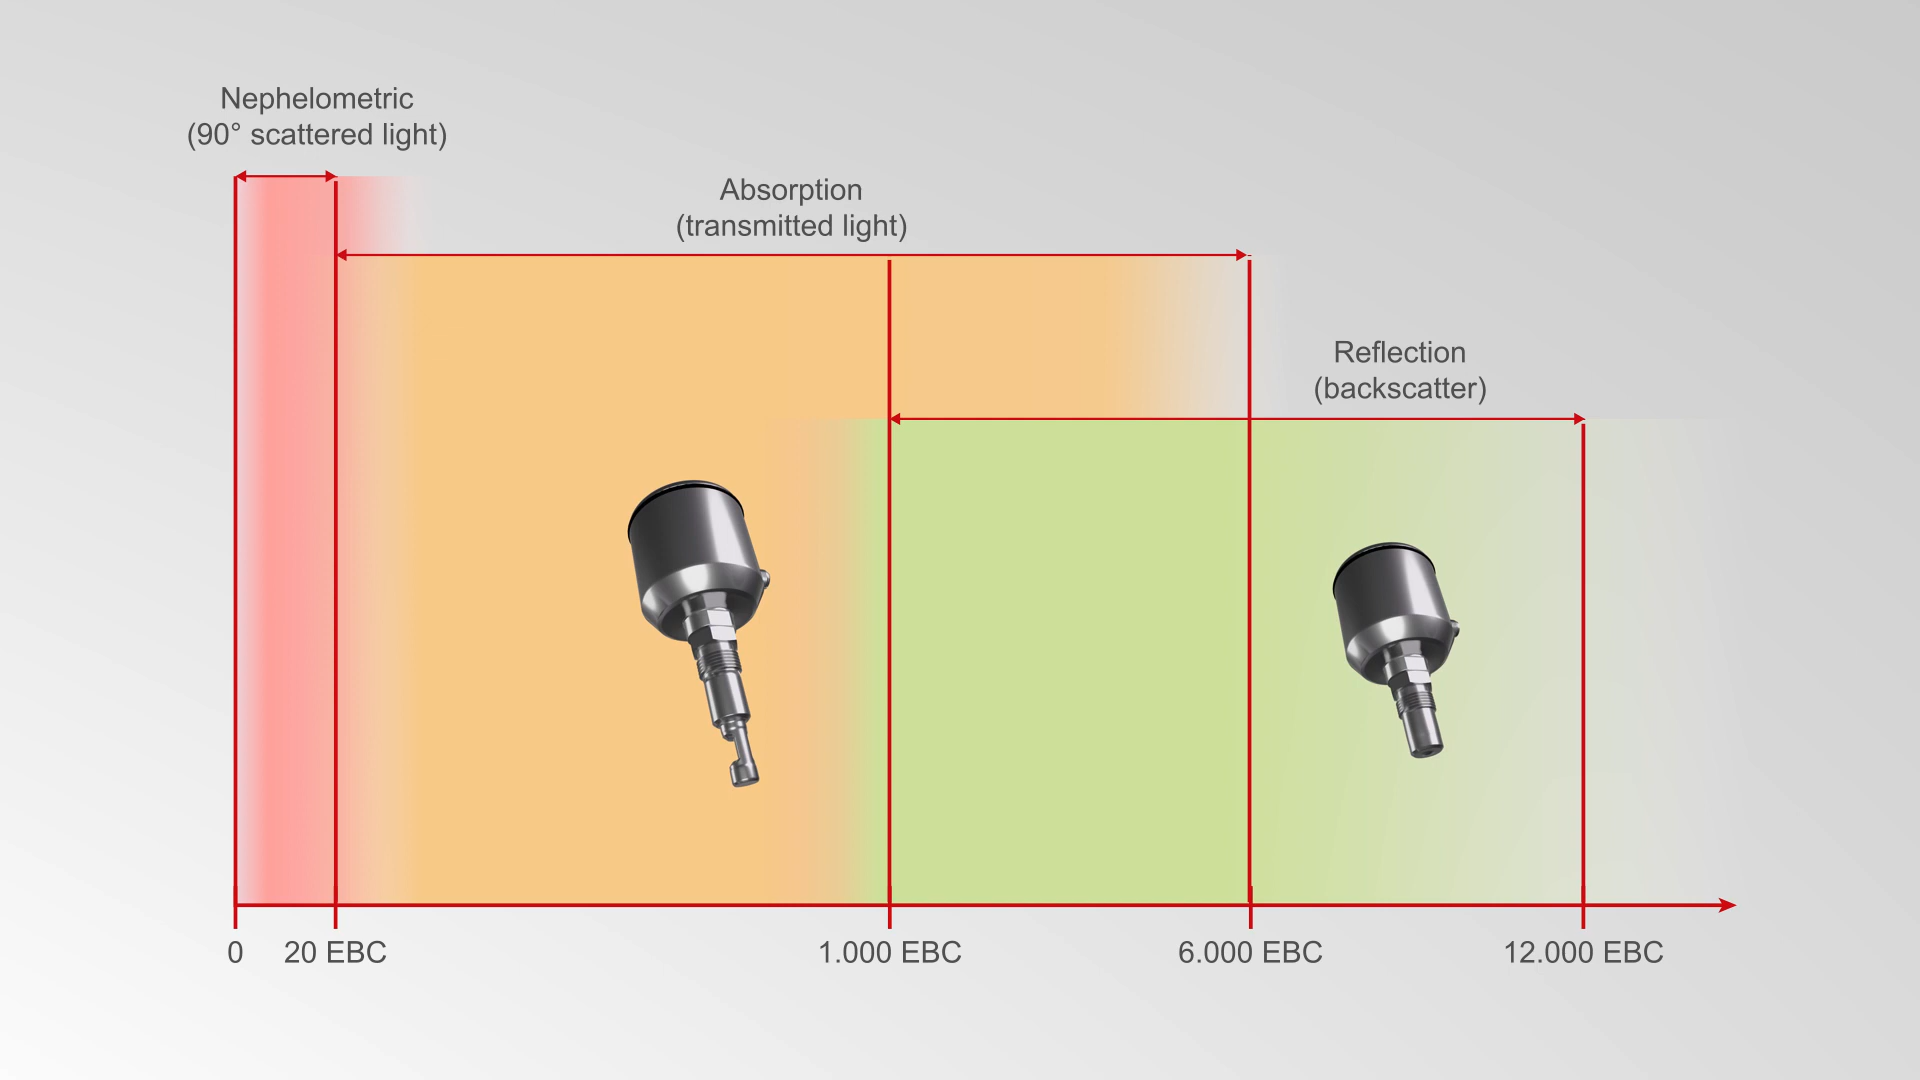 Nephelometric
(90° scattered light)
Absorption
(transmitted light)
Reflection
(backscatter)
0
20 EBC
1.000 EBC
6.000 EBC
12.000 EBC